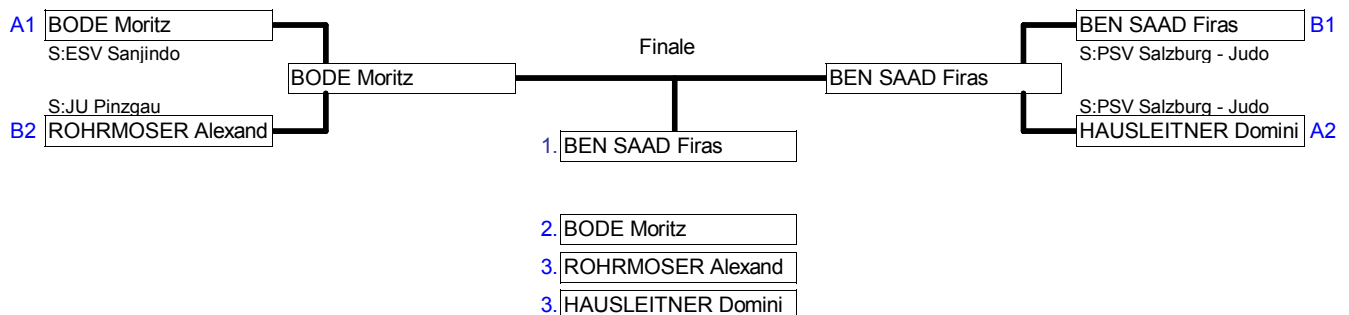 A1 BODE Moritz
S:ESV Sanjindo
BODE Moritz
S:JU Pinzgau
B2 ROHRMOSER Alexand
Finale
BEN SAAD Firas B1
S:PSV Salzburg - Judo
BEN SAAD Firas
S:PSV Salzburg - Judo
HAUSLEITNER Domini A2
1. BEN SAAD Firas
2. BODE Moritz
3. ROHRMOSER Alexand
3. HAUSLEITNER Domini